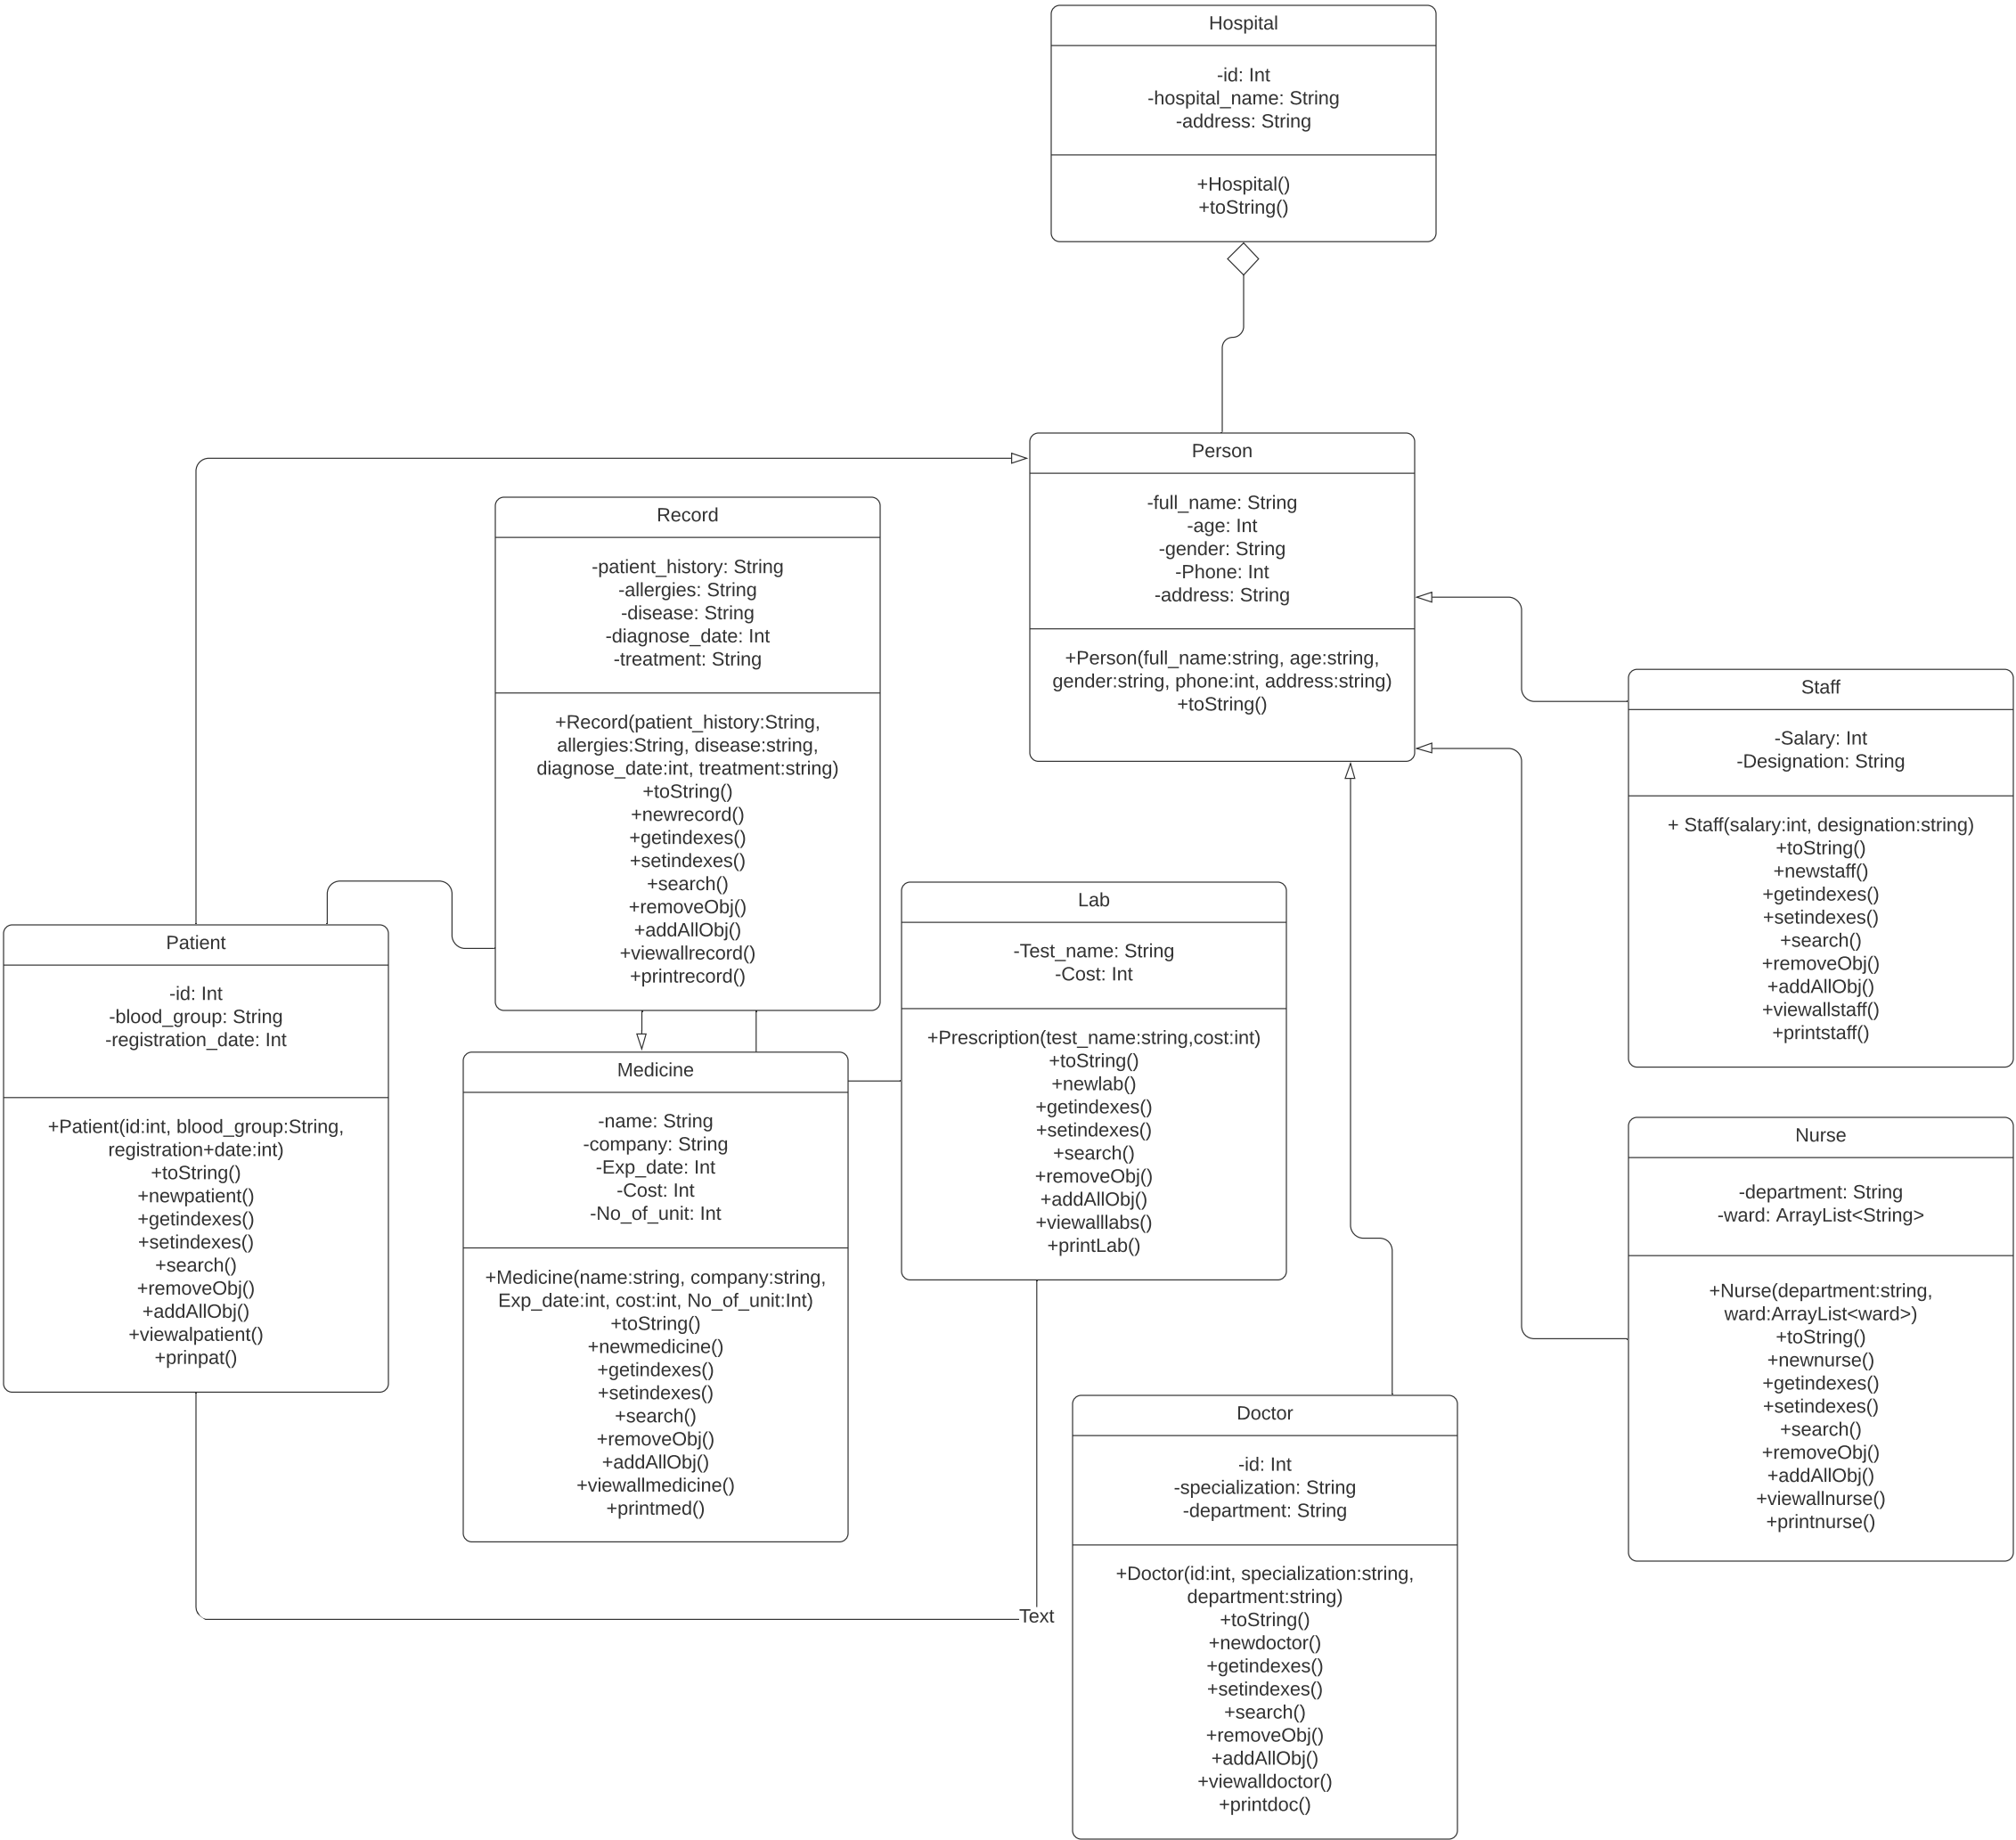 Hospital
-id: Int
-hospital_name: String
-address: String
+Hospital()
+toString()
Person
-full_name: String
-age: Int
-gender: String
-Phone: Int
-address: String
+Person(full_name:string, age:string,
gender:string, phone:int, address:string)
+toString()
Record
-patient_history: String
-allergies: String
-disease: String
-diagnose_date: Int
-treatment: String
+Record(patient_history:String,
allergies:String, disease:string,
diagnose_date:int, treatment:string)
+toString()
+newrecord()
+getindexes()
+setindexes()
+search()
+removeObj()
+addAllObj()
+viewallrecord()
+printrecord()
Staff
-Salary: Int
-Designation: String
+ Staff(salary:int, designation:string)
+toString()
+newstaff()
+getindexes()
+setindexes()
+search()
+removeObj()
+addAllObj()
+viewallstaff()
+printstaff()
Lab
-Test_name: String
-Cost: Int
+Prescription(test_name:string,cost:int)
+toString()
+newlab()
+getindexes()
+setindexes()
+search()
+removeObj()
+addAllObj()
+viewalllabs()
+printLab()
Patient
-id: Int
-blood_group: String
-registration_date: Int
+Patient(id:int, blood_group:String,
registration+date:int)
+toString()
+newpatient()
+getindexes()
+setindexes()
+search()
+removeObj()
+addAllObj()
+viewalpatient()
+prinpat()
Medicine
-name: String
-company: String
-Exp_date: Int
-Cost: Int
-No_of_unit: Int
+Medicine(name:string, company:string,
Exp_date:int, cost:int, No_of_unit:Int)
+toString()
+newmedicine()
+getindexes()
+setindexes()
+search()
+removeObj()
+addAllObj()
+viewallmedicine()
+printmed()
Nurse
-department: String
-ward: ArrayList<String>
+Nurse(department:string,
ward:ArrayList<ward>)
+toString()
+newnurse()
+getindexes()
+setindexes()
+search()
+removeObj()
+addAllObj()
+viewallnurse()
+printnurse()
Doctor
-id: Int
-specialization: String
-department: String
+Doctor(id:int, specialization:string,
department:string)
+toString()
+newdoctor()
+getindexes()
+setindexes()
+search()
+removeObj()
+addAllObj()
+viewalldoctor()
+printdoc()
Text